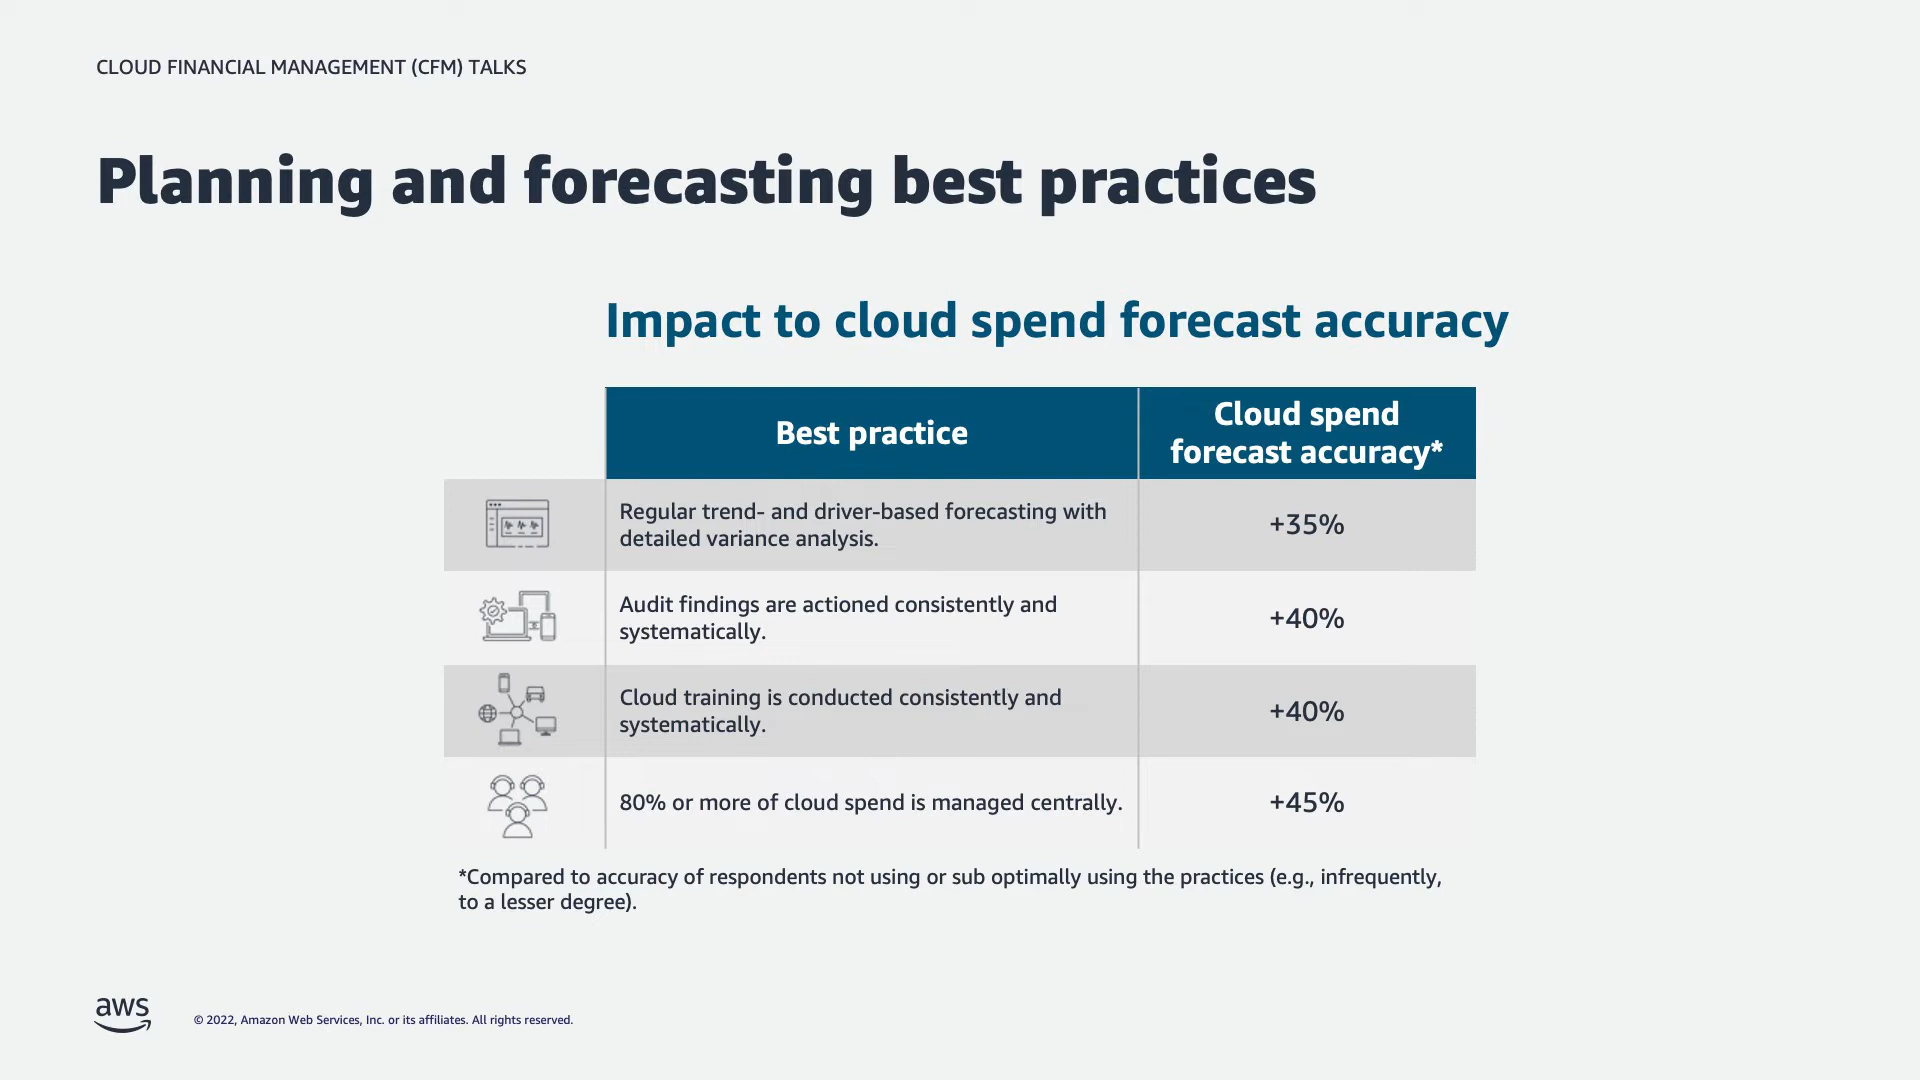 CLOUD FINANCIAL MANAGEMENT (CFM) TALKS
Planning and forecasting best practices
Impact to cloud spend forecast accuracy
Best practice
Cloud spend
forecast accuracy*
Regular trend- and driver-based forecasting with
detailed variance analysis.
+35%
Audit findings are actioned consistently and
systematically.
+40%
Cloud training is conducted consistently and
systematically.
+40%
80% or more of cloud spend is managed centrally.
+45%
*Compared to accuracy of respondents not using or sub optimally using the practices (e.g., infrequently,
to a lesser degree).
aws
© 2022, Amazon Web Services, Inc. or its affiliates. All rights reserved.